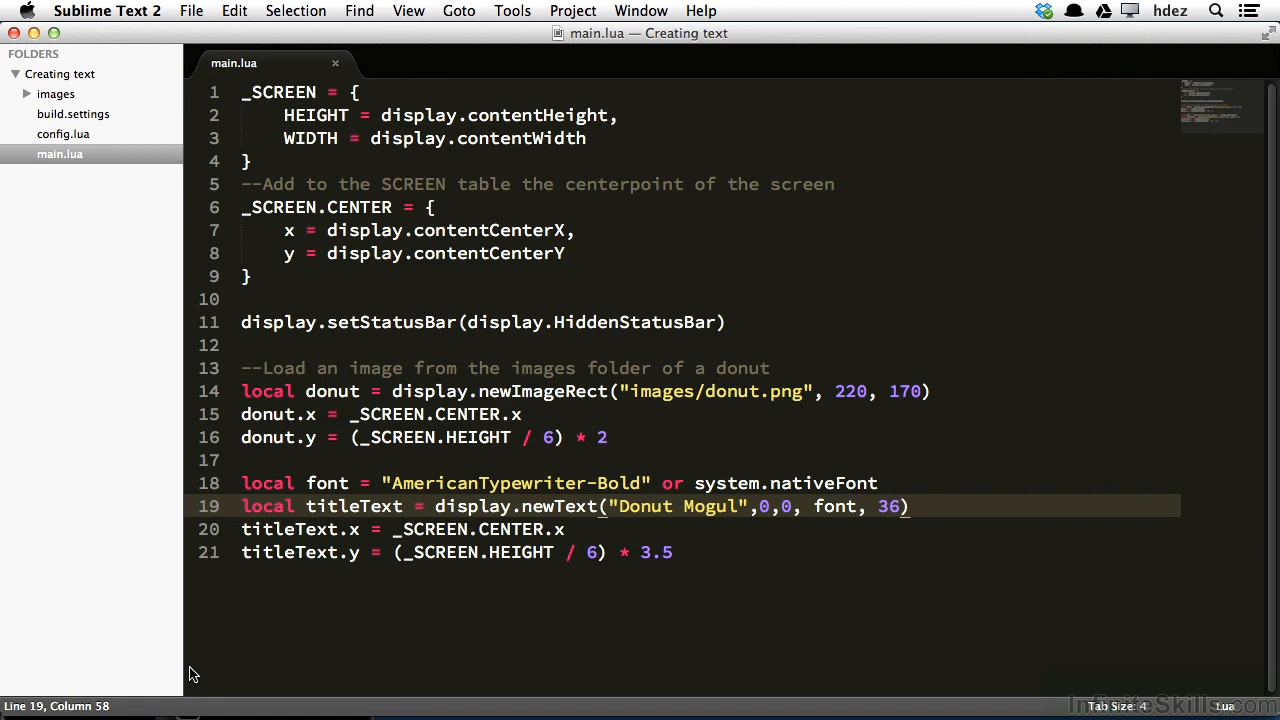 Sublime Text 2 File Edit Selection Find View Goto Tools Project Window Help hdez
main.lua — Creating text
FOLDERS
Creating text
images
build.settings
config.lua
main.lua
main.lua ×
1 _SCREEN = {
2 HEIGHT = display.contentHeight,
3 WIDTH = display.contentWidth
4 }
5 --Add to the SCREEN table the centerpoint of the screen
6 _SCREEN.CENTER = {
7 x = display.contentCenterX,
8 y = display.contentCenterY
9 }
10
11 display.setStatusBar(display.HiddenStatusBar)
12
13 --Load an image from the images folder of a donut
14 local donut = display.newImageRect("images/donut.png", 220, 170)
15 donut.x = _SCREEN.CENTER.x
16 donut.y = (_SCREEN.HEIGHT / 6) * 2
17
18 local font = "AmericanTypewriter-Bold" or system.nativeFont
19 local titleText = display.newText("Donut Mogul",0,0, font, 36)
20 titleText.x = _SCREEN.CENTER.x
21 titleText.y = (_SCREEN.HEIGHT / 6) * 3.5
Line 19, Column 58
Tab Size: 4
Lua
InfiniteSkills.com